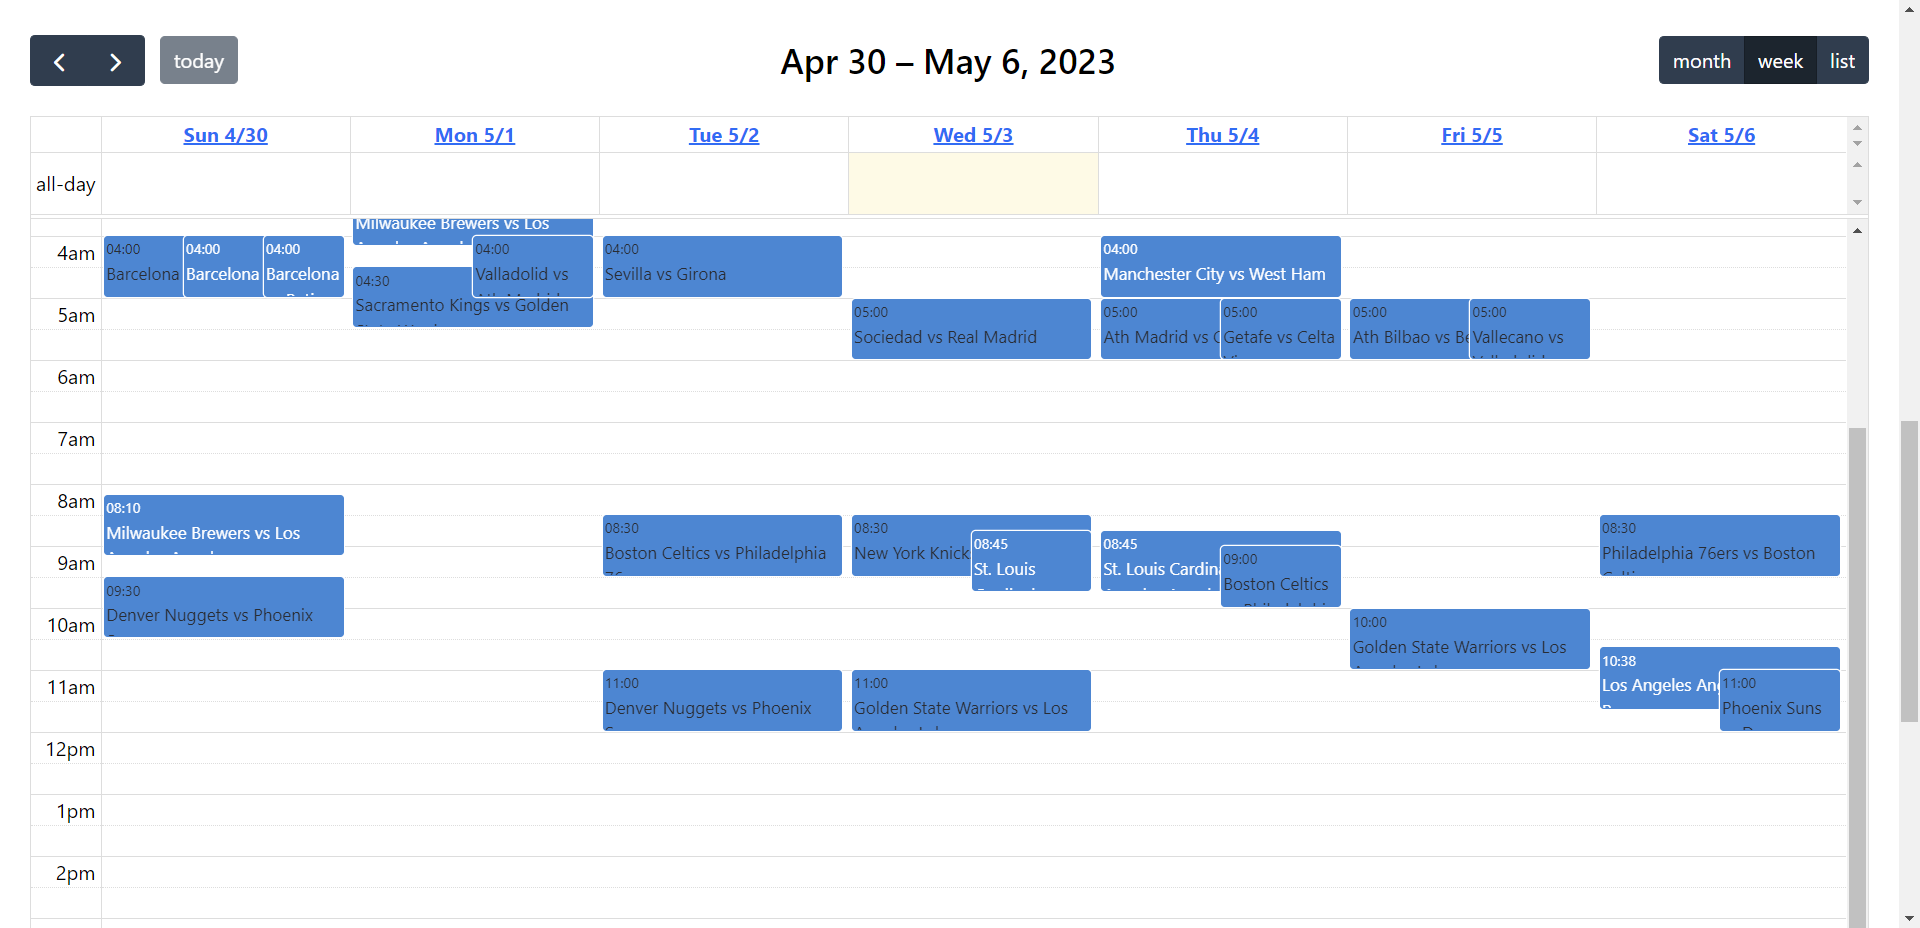 today
Apr 30 – May 6, 2023
month week list
Sun 4/30 Mon 5/1 Tue 5/2 Wed 5/3 Thu 5/4 Fri 5/5 Sat 5/6
all-day
4am
5am
6am
7am
8am
9am
10am
11am
12pm
1pm
2pm
04:00
Barcelona
04:00
Barcelona
04:00
Barcelona
08:10
Milwaukee Brewers vs Los
09:30
Denver Nuggets vs Phoenix
Milwaukee Brewers vs Los
04:00
Valladolid vs
04:30
Sacramento Kings vs Golden
04:00
Sevilla vs Girona
08:30
Boston Celtics vs Philadelphia
11:00
Denver Nuggets vs Phoenix
05:00
Sociedad vs Real Madrid
08:30
New York Knick
08:45
St. Louis
11:00
Golden State Warriors vs Los
04:00
Manchester City vs West Ham
05:00
Ath Madrid vs
05:00
Getafe vs Celta
08:45
St. Louis Cardin
09:00
Boston Celtics
05:00
Ath Bilbao vs Be
05:00
Vallecano vs
10:00
Golden State Warriors vs Los
08:30
Philadelphia 76ers vs Boston
10:38
Los Angeles An
11:00
Phoenix Suns